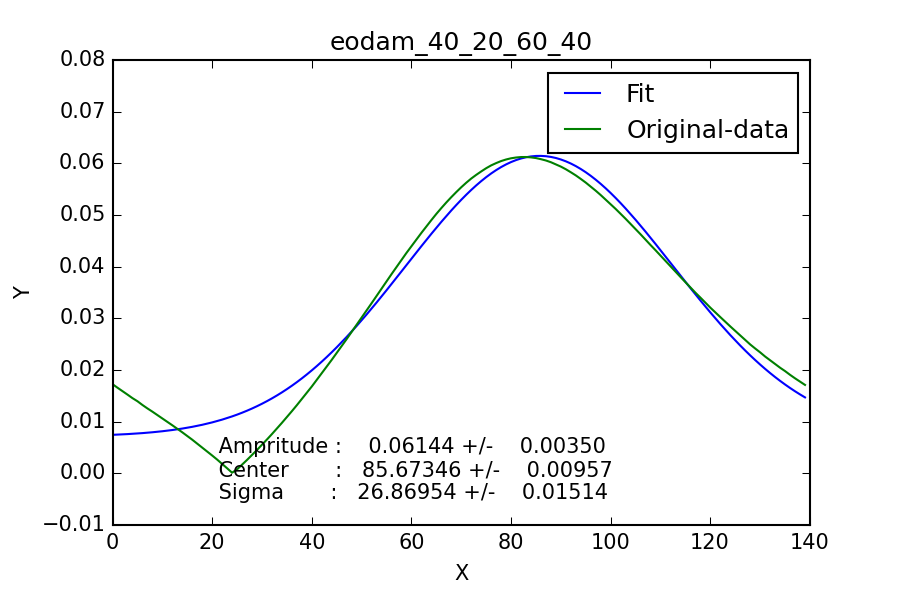 eodam_40_20_60_40
Fit
Original-data
0.08
0.07
0.06
0.05
0.04
0.03
0.02
0.01
0.00
−0.01
Y
Ampritude : 0.06144 +/- 0.00350
Center : 85.67346 +/- 0.00957
Sigma : 26.86954 +/- 0.01514
0 20 40 60 80 100 120 140
X